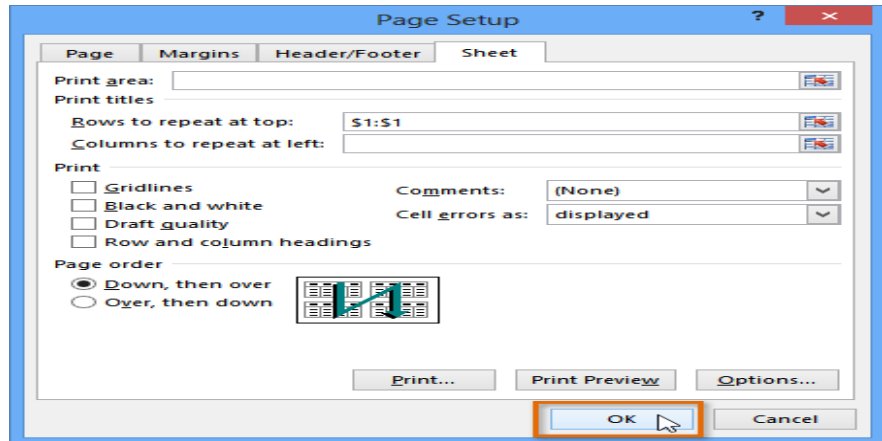 Page Setup ?
Page Margins Header/Footer Sheet
Print area:
Print titles
Rows to repeat at top: $1:$1
Columns to repeat at left:
Print
Gridlines Comments: (None)
Black and white
Cell errors as: displayed
Draft quality
Row and column headings
Page order
Down, then over
Over, then down
Print... Print Preview Options...
OK Cancel